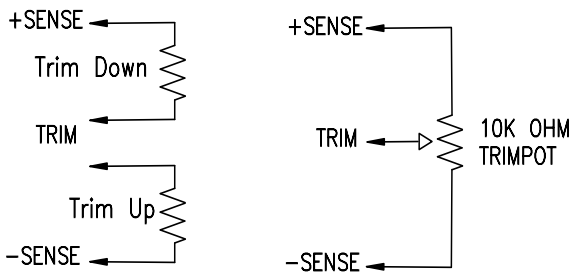 +SENSE
Trim Down
TRIM
Trim Up
-SENSE
+SENSE
TRIM
10K OHM
TRIMPOT
-SENSE